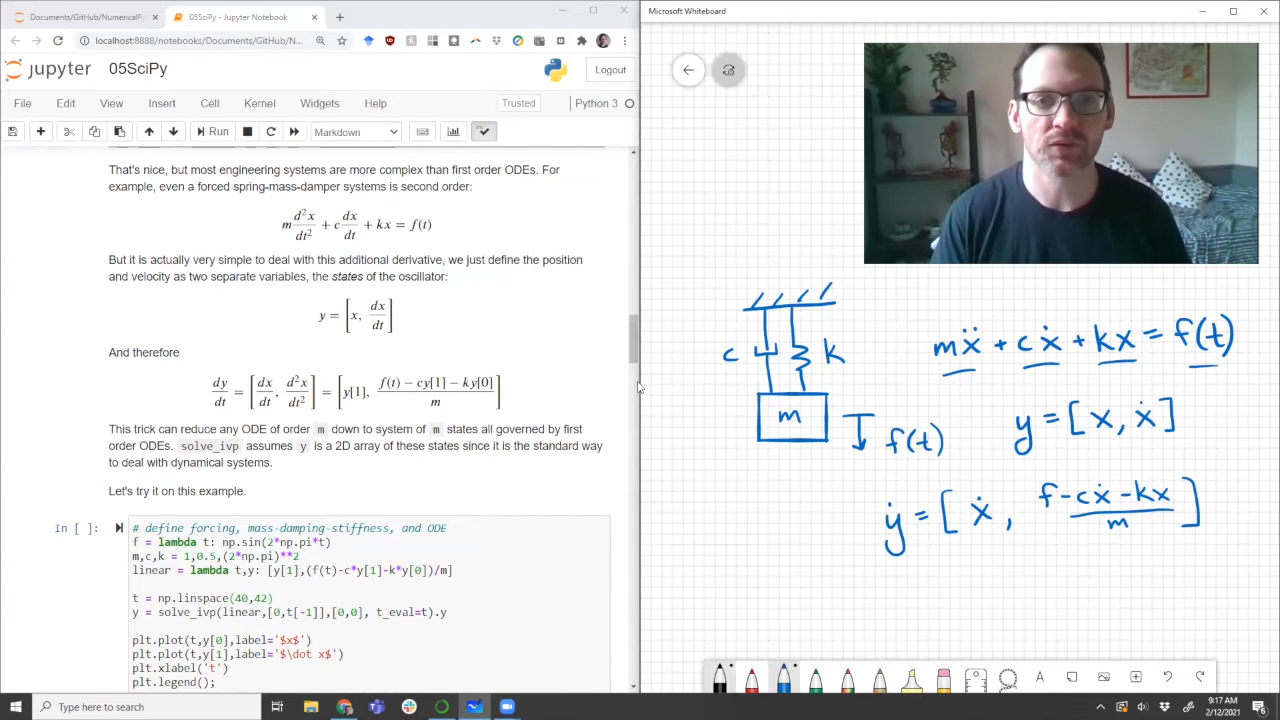 Documents/GitHub/NumericalPy
05SciPy - Jupyter Notebook
localhost:8888/notebooks/Documents/GitHub/N...
jupyter 05SciPy
Logout
File Edit View Insert Cell Kernel Widgets Help
Trusted
Python 3
Run
Markdown
That's nice, but most engineering systems are more complex than first order ODEs. For
example, even a forced spring-mass-damper systems is second order:
m d²x/dt² + c dx/dt + kx = f(t)
But it is actually very simple to deal with this additional derivative, we just define the position
and velocity as two separate variables, the states of the oscillator:
y = [x, dx/dt]
And therefore
dy/dt = [dx/dt, d²x/dt²] = [y[1], (f(t) − cy[1] − ky[0])/m]
This trick can reduce any ODE of order m down to system of m states all governed by first
order ODEs. solve_ivp assumes y is a 2D array of these states since it is the standard way
to deal with dynamical systems.
Let's try it on this example.
In [ ]:
# define forcing, mass-damping-stiffness, and ODE
f = lambda t: np.sin(2*np.pi*t)
m,c,k = 1,0.5,(2*np.pi)**2
linear = lambda t,y: [y[1],(f(t)-c*y[1]-k*y[0])/m]
t = np.linspace(40,42)
y = solve_ivp(linear,[0,t[-1]],[0,0], t_eval=t).y
plt.plot(t,y[0],label='$x$')
plt.plot(t,y[1],label='$\dot x$')
plt.xlabel('t')
plt.legend();
Microsoft Whiteboard
c k
m
f(t)
mẍ + cẋ + kx = f(t)
y = [x, ẋ]
ẏ = [ẋ, (f-cẋ-kx)/m]
A
Type here to search
9:17 AM
2/12/2021
6